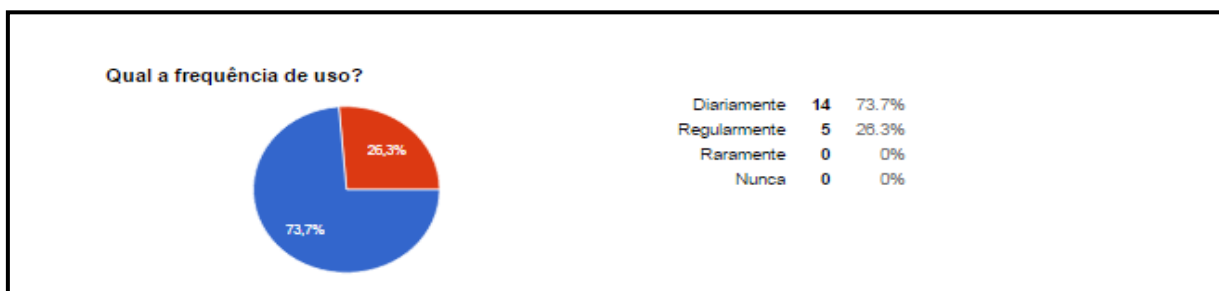 Qual a frequência de uso?
26,3%
73,7%
Diariamente 14 73.7%
Regularmente 5 26.3%
Raramente 0 0%
Nunca 0 0%